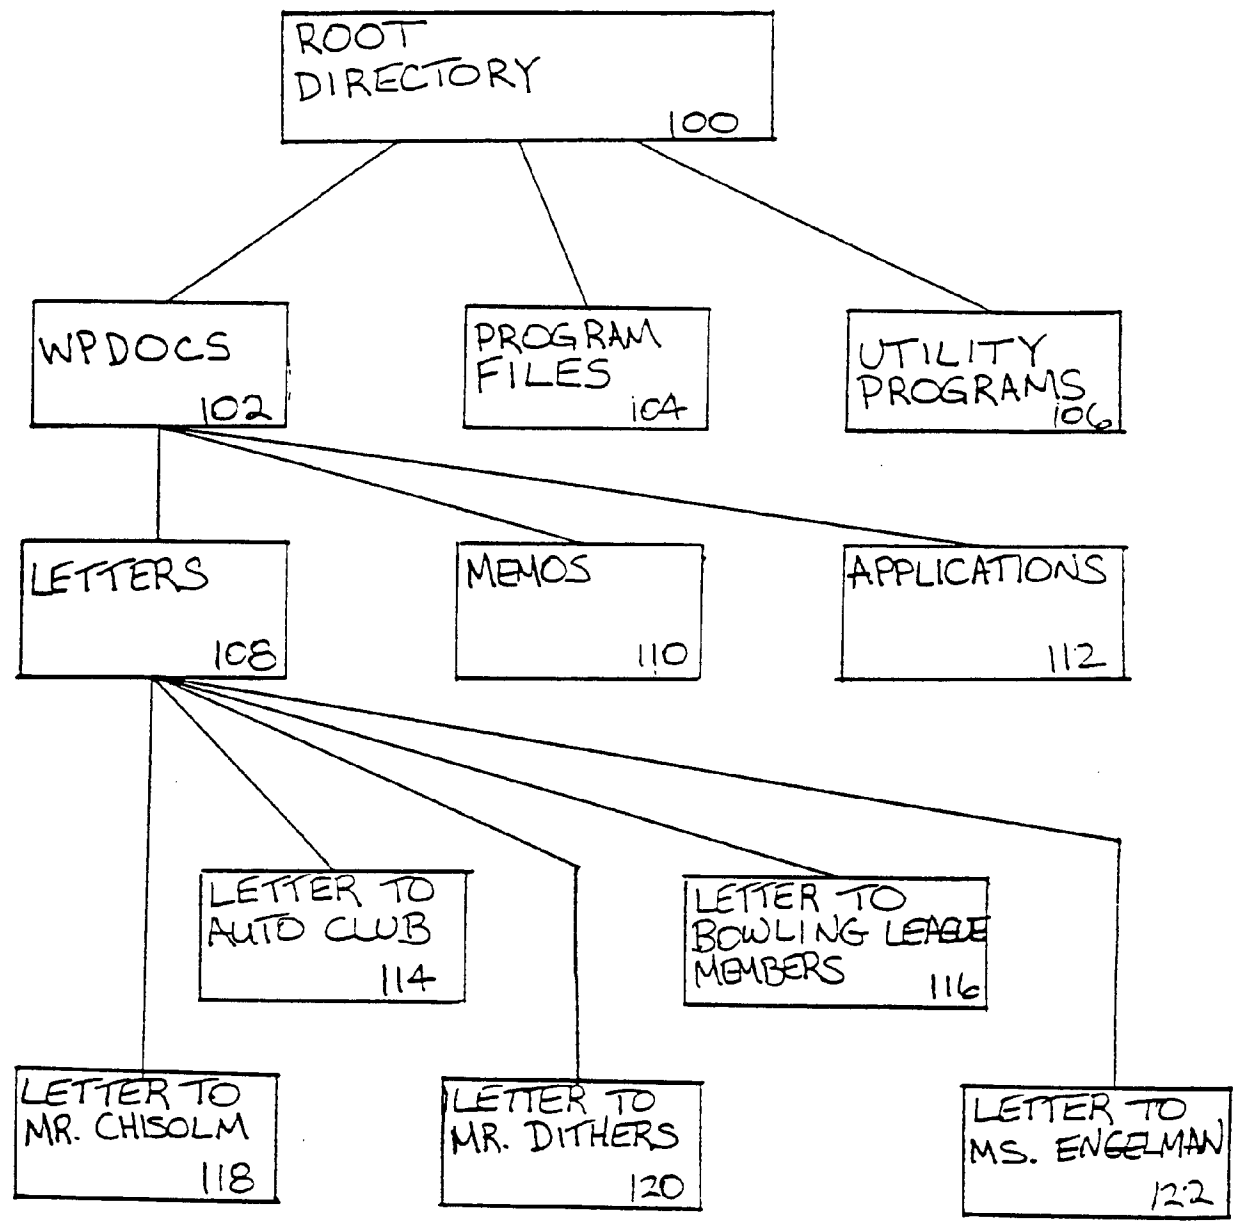 ROOT
DIRECTORY
100
WPDOCS
102
PROGRAM
FILES
104
UTILITY
PROGRAMS
106
LETTERS
108
MEMOS
110
APPLICATIONS
112
LETTER TO
AUTO CLUB
114
LETTER TO
BOWLING LEAGUE
MEMBERS
116
LETTER TO
MR. CHISOLM
118
LETTER TO
MR. DITHERS
120
LETTER TO
MS. ENGELMAN
122